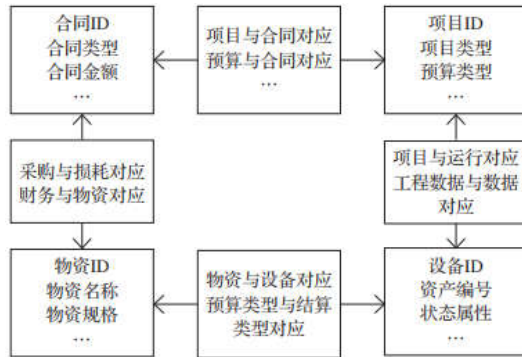 合同ID
合同类型
合同金额
…
项目与合同对应
预算与合同对应
…
项目ID
项目类型
预算类型
…
采购与损耗对应
财务与物资对应
项目与运行对应
工程数据与数据
对应
物资ID
物资名称
物资规格
…
物资与设备对应
预算类型与结算
类型对应
设备ID
资产编号
状态属性
…